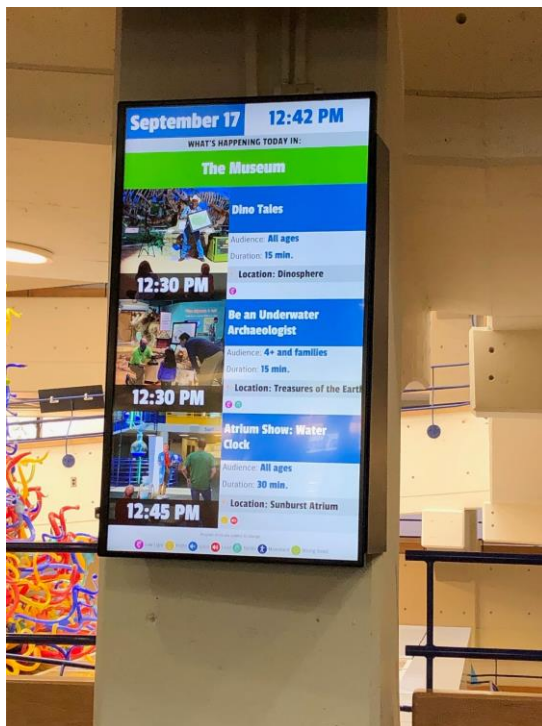 September 17
12:42 PM
WHAT'S HAPPENING TODAY IN:
The Museum
Dino Tales
Audience: All ages
Duration: 15 min.
Location: Dinosphere
12:30 PM
Be an Underwater
Archaeologist
Audience: 4+ and families
Duration: 15 min.
Location: Treasures of the Earth
12:30 PM
Atrium Show: Water
Clock
Audience: All ages
Duration: 30 min.
Location: Sunburst Atrium
12:45 PM